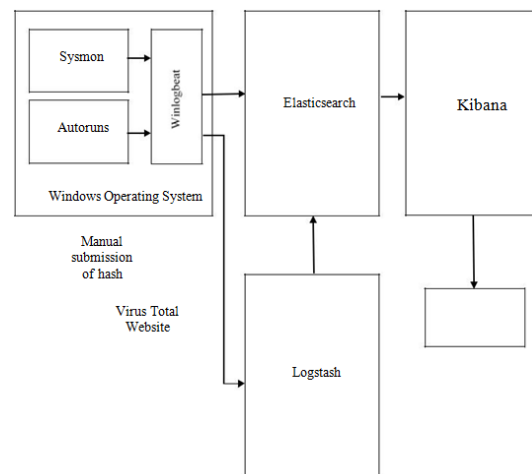 Sysmon
Autoruns
Winlogbeat
Windows Operating System
Elasticsearch
Kibana
Manual
submission
of hash
Virus Total
Website
Logstash